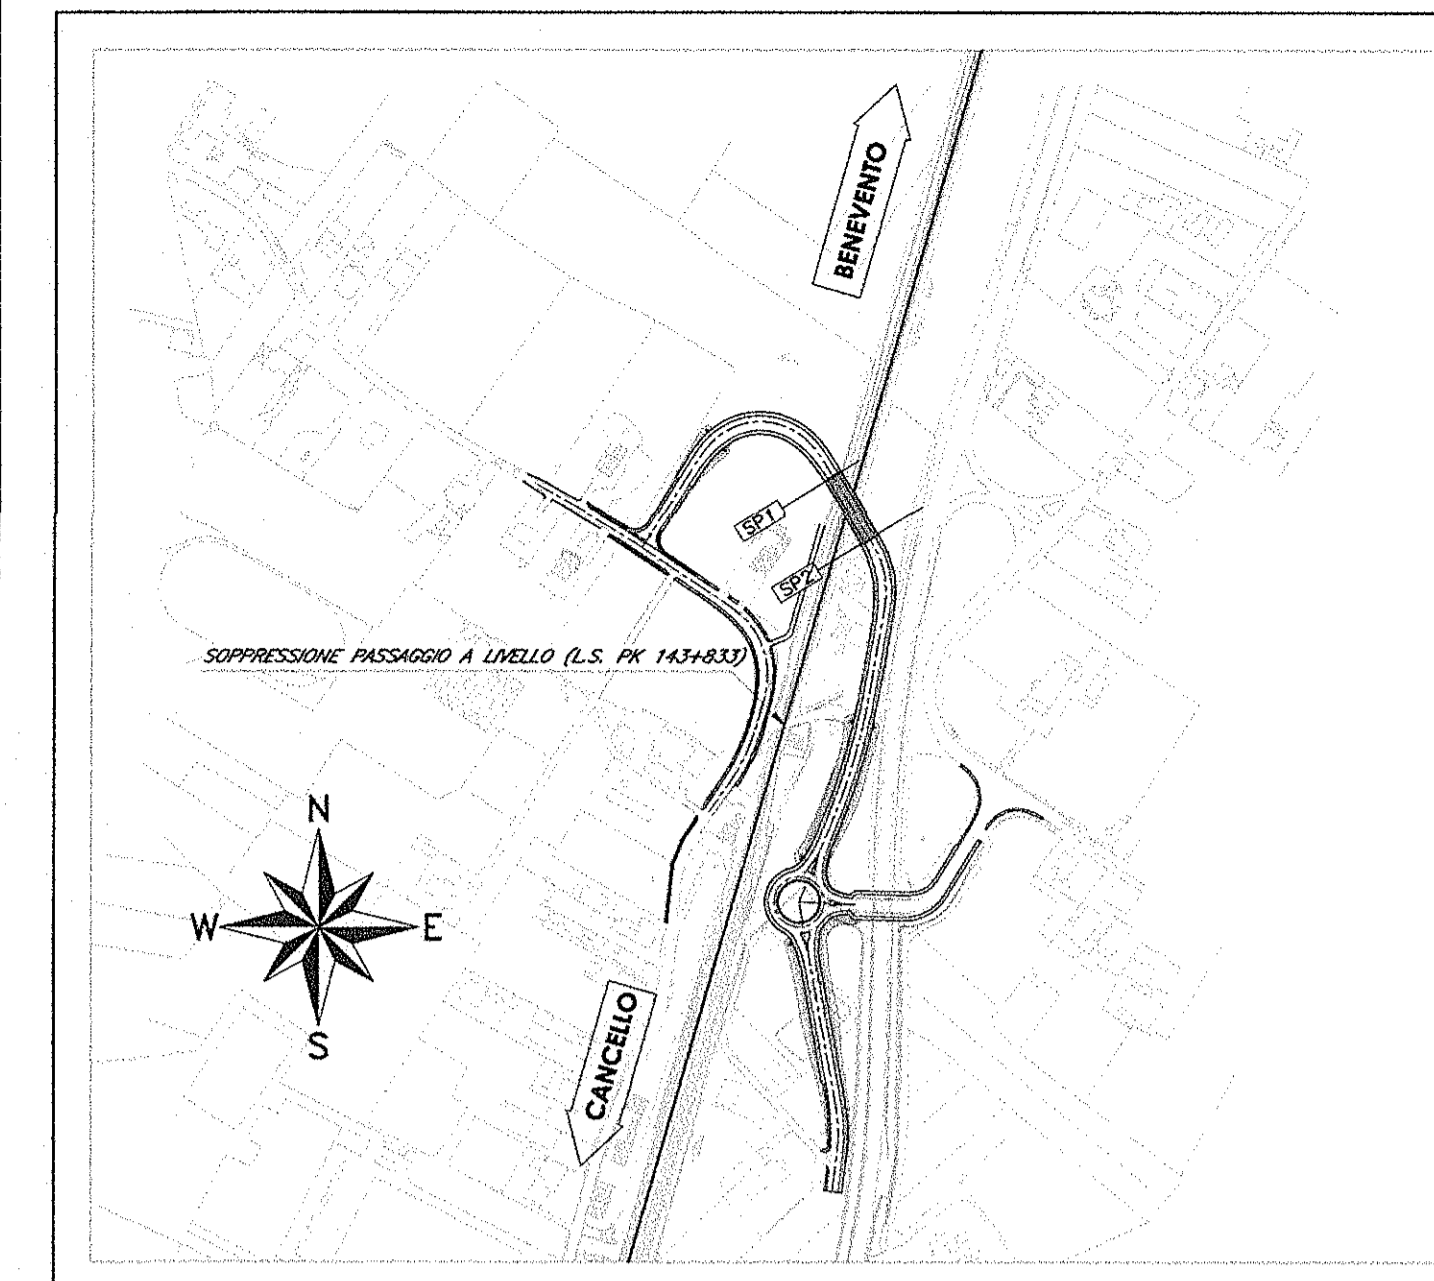 BENEVENTO
SP1
SP2
SOPPRESSIONE PASSAGGIO A LIVELLO (L.S. PK 143+833)
N
W E
S
CANCELLO